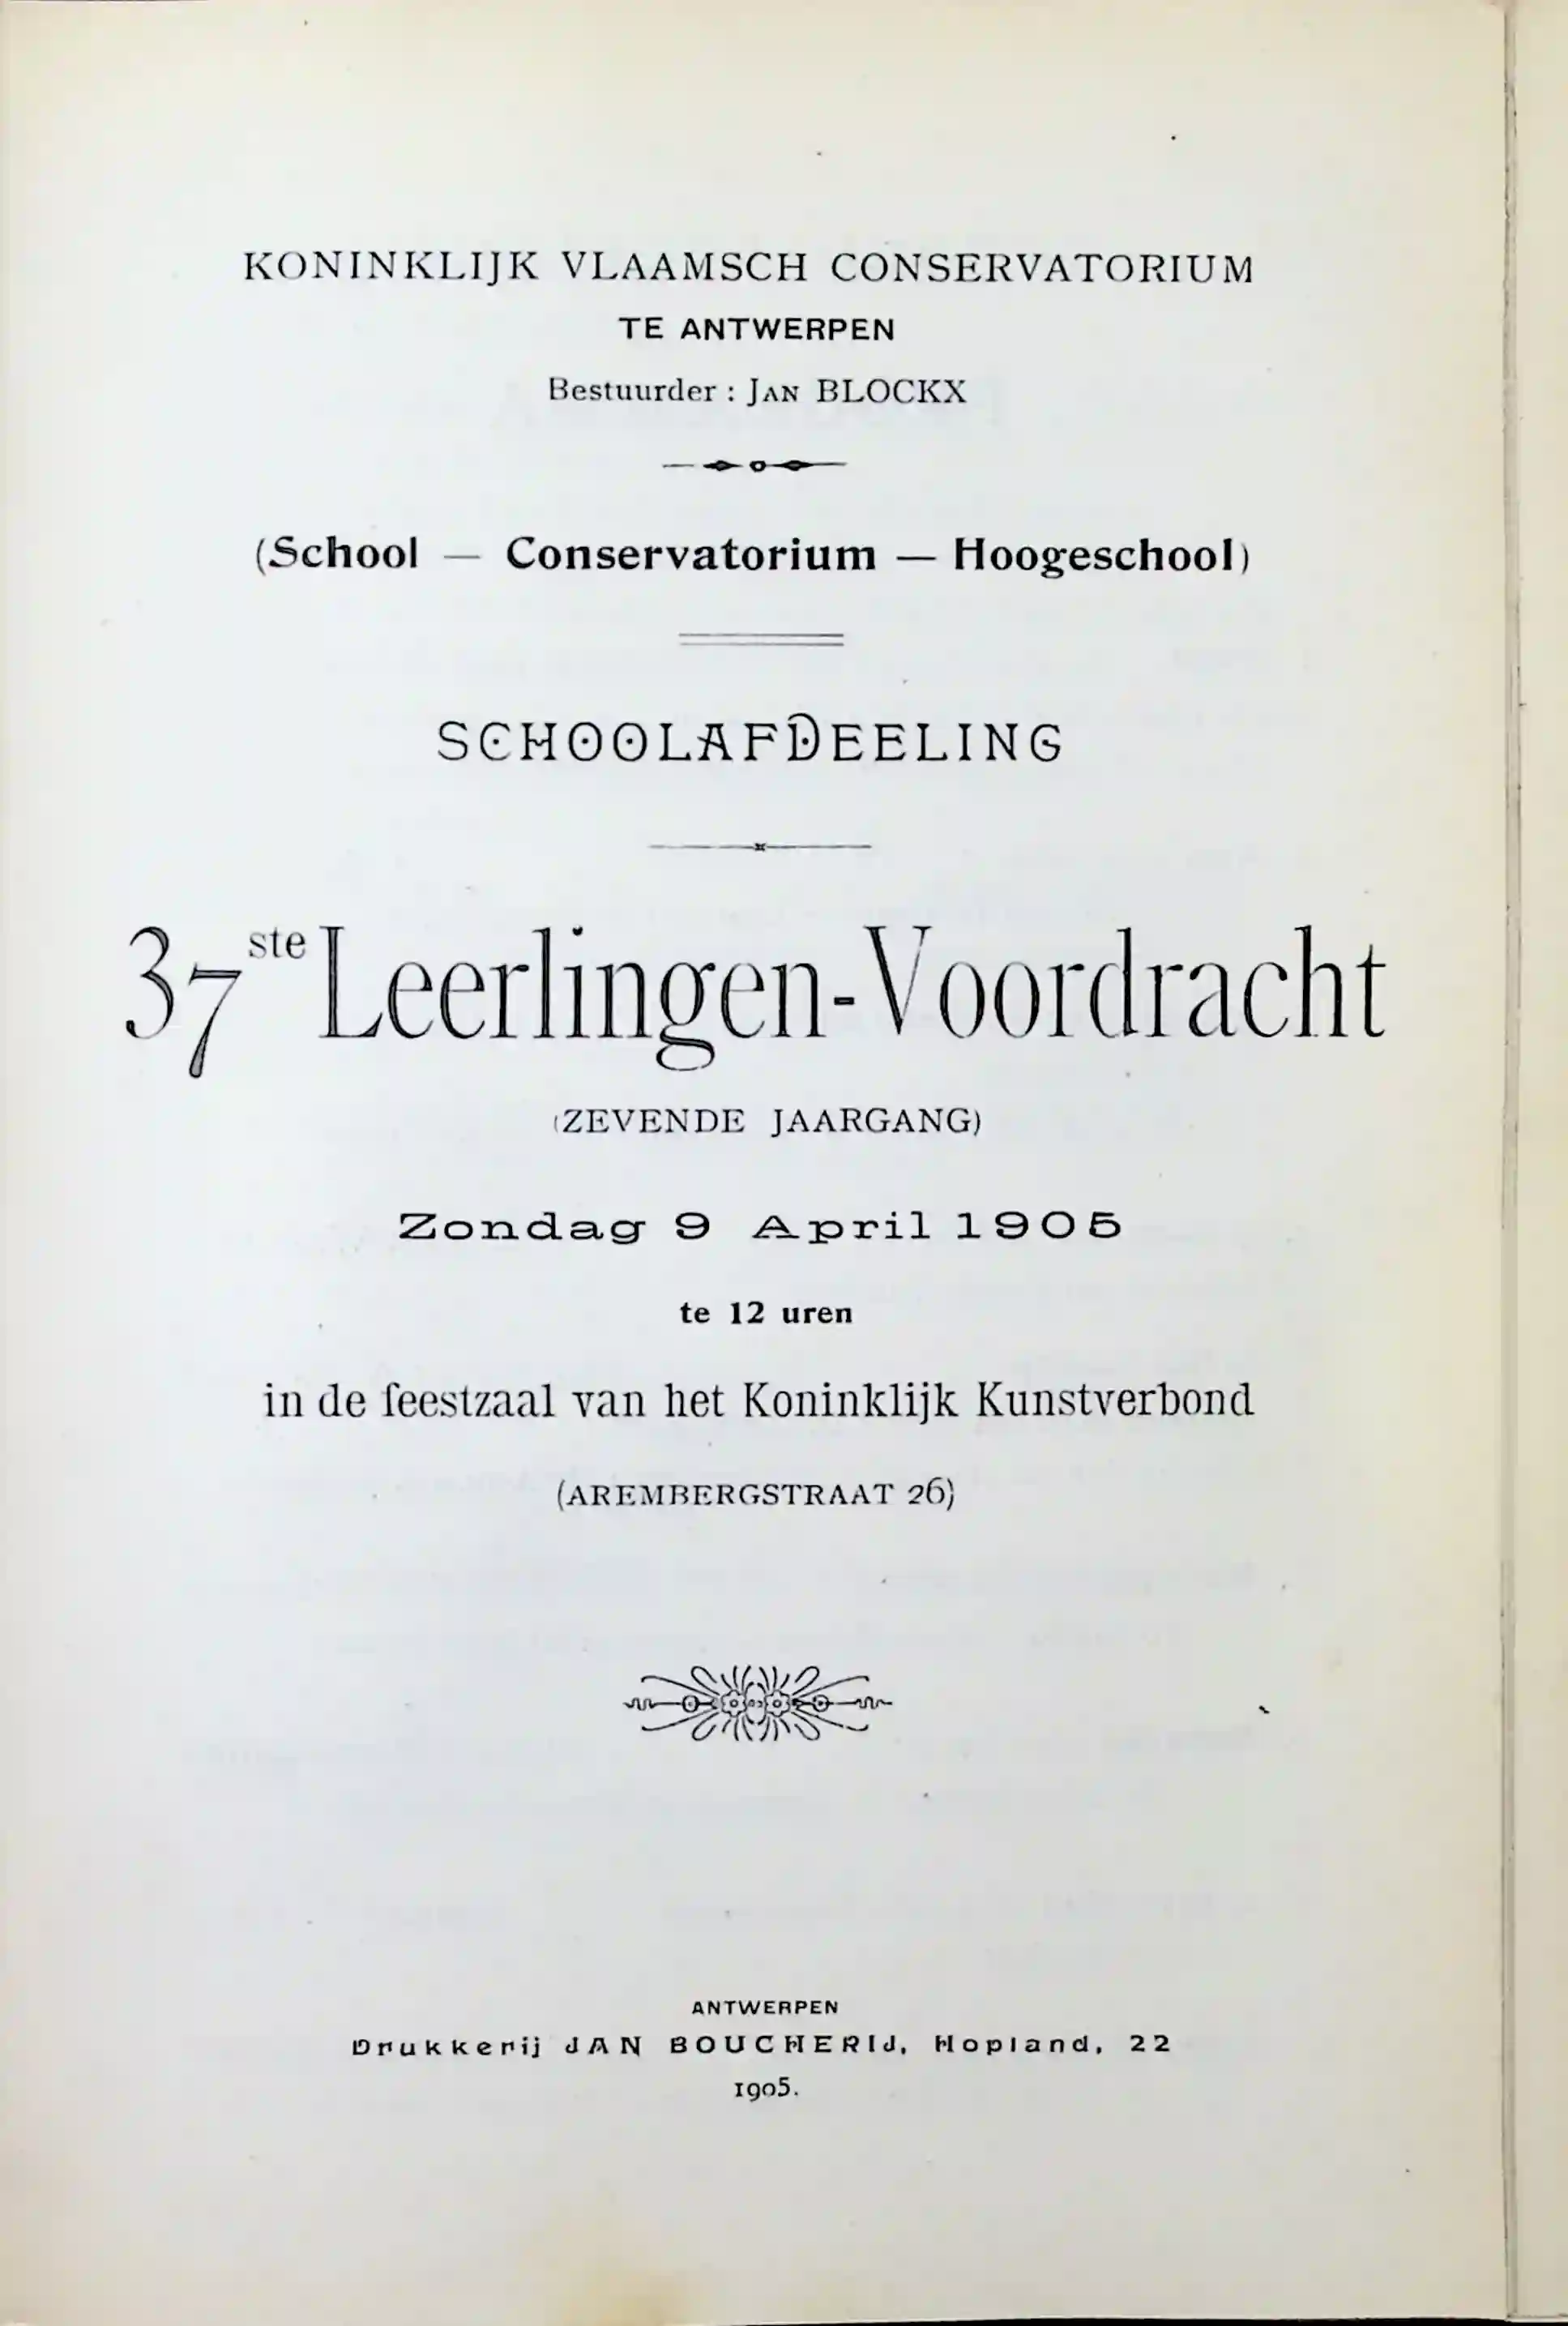 KONINKLIJK VLAAMSCH CONSERVATORIUM
TE ANTWERPEN
Bestuurder : JAN BLOCKX
(School — Conservatorium — Hoogeschool)
SCHOOLAFDEELING
37ste Leerlingen-Voordracht
(ZEVENDE JAARGANG)
Zondag 9 April 1905
te 12 uren
in de feestzaal van het Koninklijk Kunstverbond
(AREMBERGSTRAAT 26)
ANTWERPEN
Drukkerij JAN BOUCHERIJ, Hopland, 22
1905.